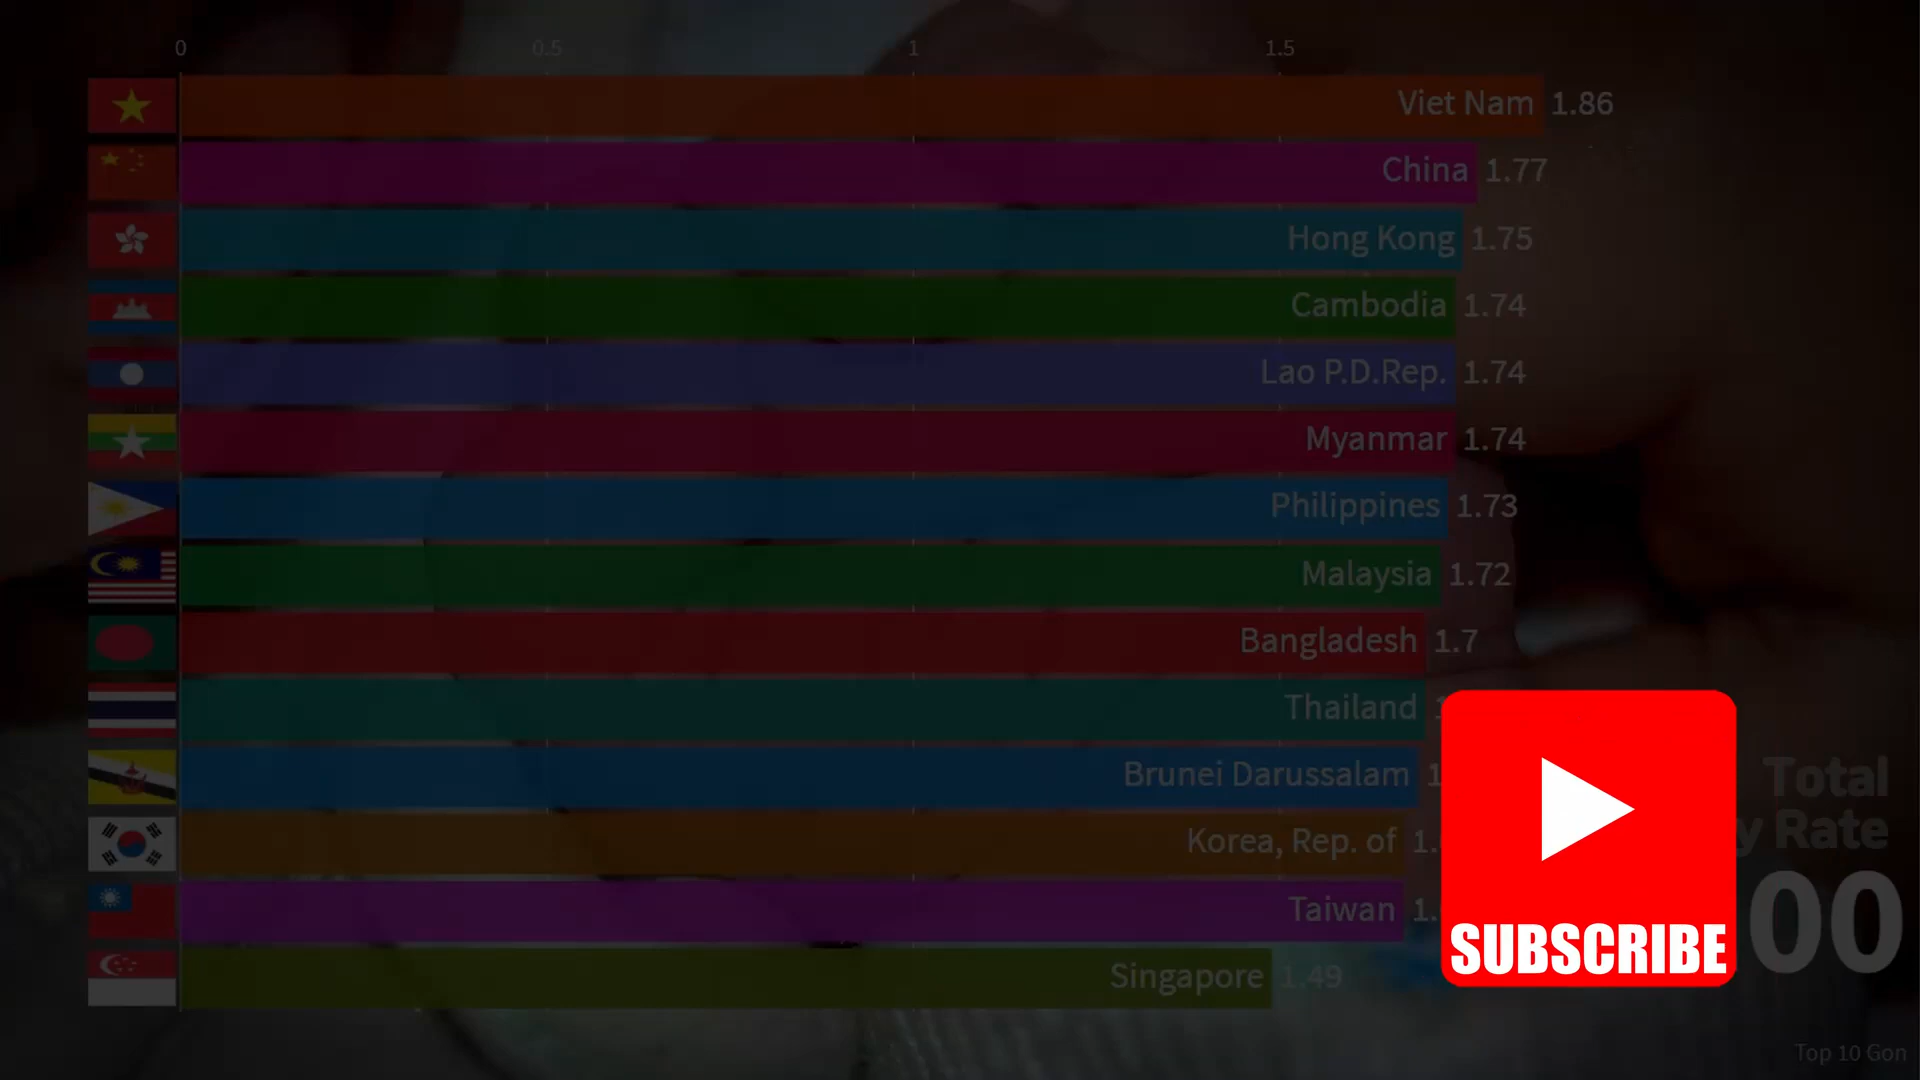 0 0.5 1 1.5
Viet Nam 1.86
China 1.77
Hong Kong 1.75
Cambodia 1.74
Lao P.D.Rep. 1.74
Myanmar 1.74
Philippines 1.73
Malaysia 1.72
Bangladesh 1.7
Thailand
Brunei Darussalam
Korea, Rep. of
Taiwan
Singapore 1.49
Total
Rate
00
SUBSCRIBE
Top 10 Gon